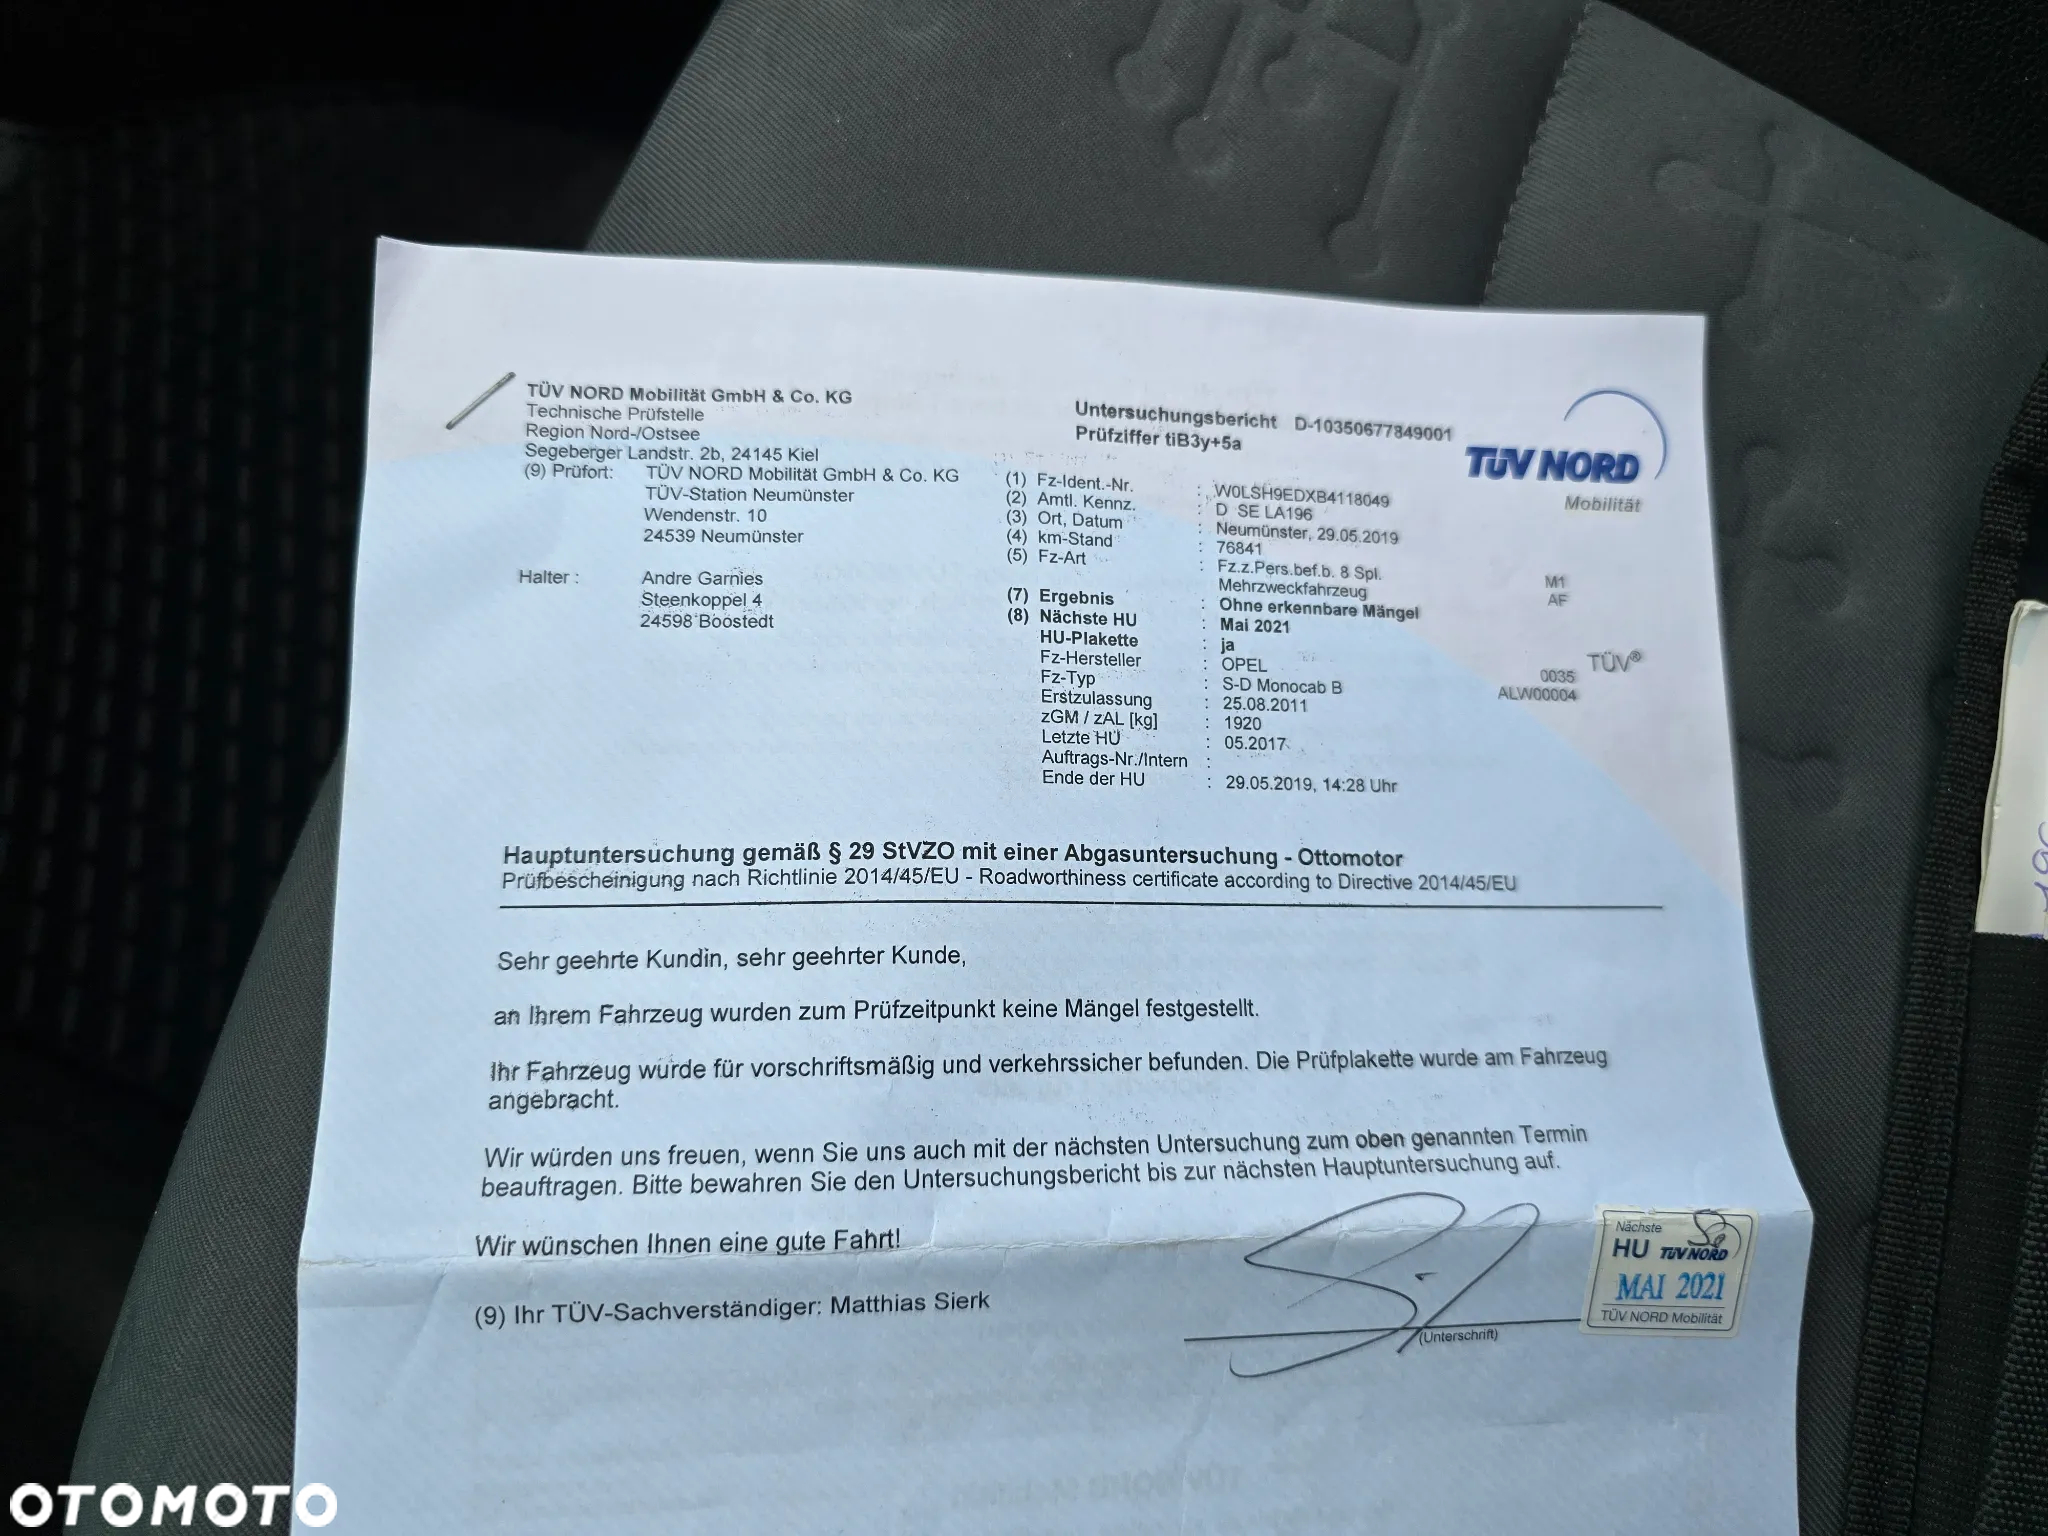 TÜV NORD Mobilität GmbH & Co. KG
Technische Prüfstelle
Region Nord-/Ostsee
Segeberger Landstr. 2b, 24145 Kiel
(9) Prüfort: TÜV NORD Mobilität GmbH & Co. KG
TÜV-Station Neumünster
Wendenstr. 10
24539 Neumünster
Halter : Andre Garnies
Steenkoppel 4
24598 Boostedt
Untersuchungsbericht D-10350677849001
Prüfziffer tiB3y+5a
TÜV NORD
Mobilität
(1) Fz-Ident.-Nr. : W0LSH9EDXB4118049
(2) Amtl. Kennz. : D SE LA196
(3) Ort, Datum : Neumünster, 29.05.2019
(4) km-Stand : 76841
(5) Fz-Art : Fz.z.Pers.bef.b. 8 Spl. M1
Mehrzweckfahrzeug AF
(7) Ergebnis : Ohne erkennbare Mängel
(8) Nächste HU : Mai 2021
HU-Plakette : ja
TÜV®
Fz-Hersteller : OPEL 0035
Fz-Typ : S-D Monocab B ALW00004
Erstzulassung : 25.08.2011
zGM / zAL [kg] : 1920
Letzte HU : 05.2017
Auftrags-Nr./Intern :
Ende der HU : 29.05.2019, 14:28 Uhr
Hauptuntersuchung gemäß § 29 StVZO mit einer Abgasuntersuchung - Ottomotor
Prüfbescheinigung nach Richtlinie 2014/45/EU - Roadworthiness certificate according to Directive 2014/45/EU
Sehr geehrte Kundin, sehr geehrter Kunde,
an Ihrem Fahrzeug wurden zum Prüfzeitpunkt keine Mängel festgestellt.
Ihr Fahrzeug wurde für vorschriftsmäßig und verkehrssicher befunden. Die Prüfplakette wurde am Fahrzeug
angebracht.
Wir würden uns freuen, wenn Sie uns auch mit der nächsten Untersuchung zum oben genannten Termin
beauftragen. Bitte bewahren Sie den Untersuchungsbericht bis zur nächsten Hauptuntersuchung auf.
Wir wünschen Ihnen eine gute Fahrt!
(9) Ihr TÜV-Sachverständiger: Matthias Sierk
(Unterschrift)
Nächste
HU TÜV NORD
MAI 2021
TÜV NORD Mobilität
OTOMOTO